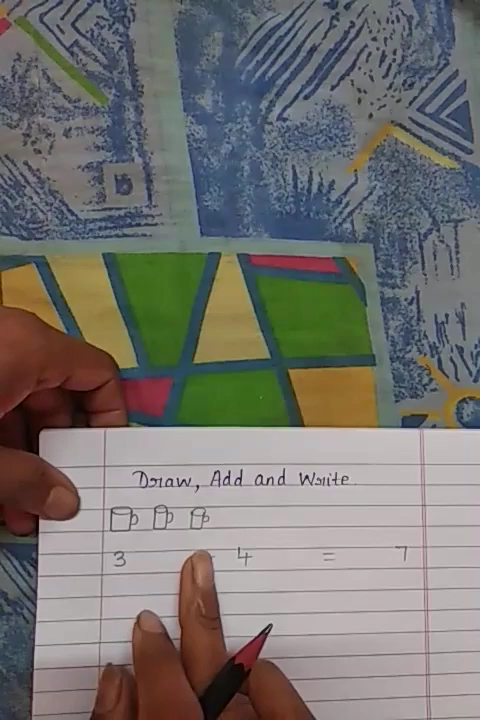 Draw, Add and Write.
3 4 = 7